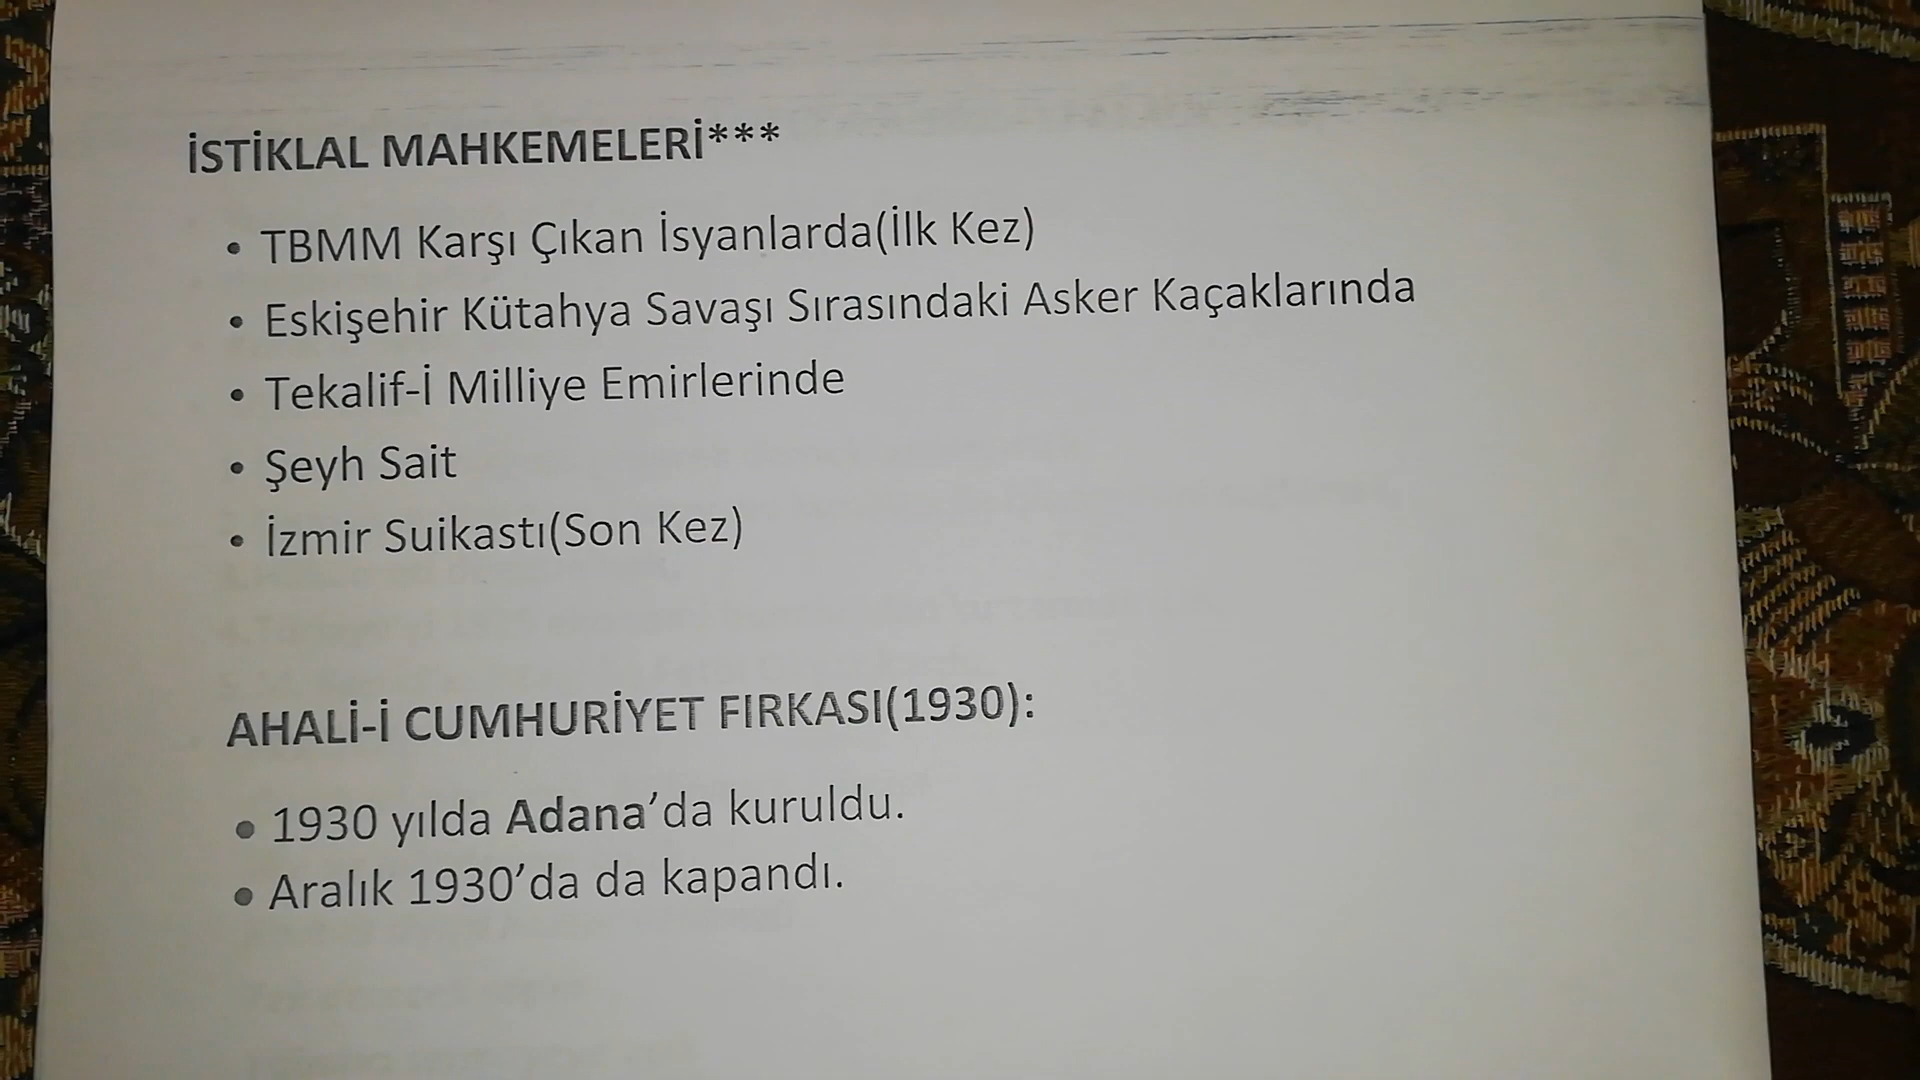 İSTİKLAL MAHKEMELERİ***
• TBMM Karşı Çıkan İsyanlarda(İlk Kez)
• Eskişehir Kütahya Savaşı Sırasındaki Asker Kaçaklarında
• Tekalif-İ Milliye Emirlerinde
• Şeyh Sait
• İzmir Suikastı(Son Kez)
AHALİ-İ CUMHURİYET FIRKASI(1930):
• 1930 yılda Adana’da kuruldu.
• Aralık 1930’da da kapandı.